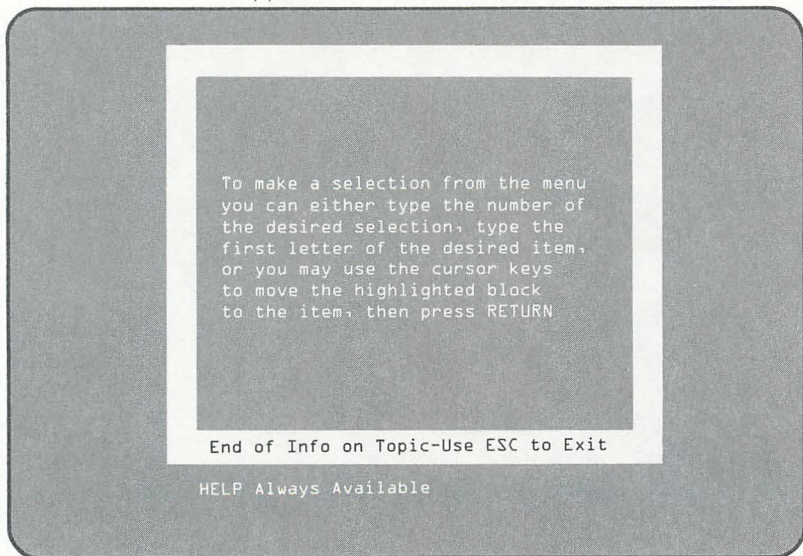 To make a selection from the menu
you can either type the number of
the desired selection, type the
first letter of the desired item,
or you may use the cursor keys
to move the highlighted block
to the item, then press RETURN
End of Info on Topic-Use ESC to Exit
HELP Always Available